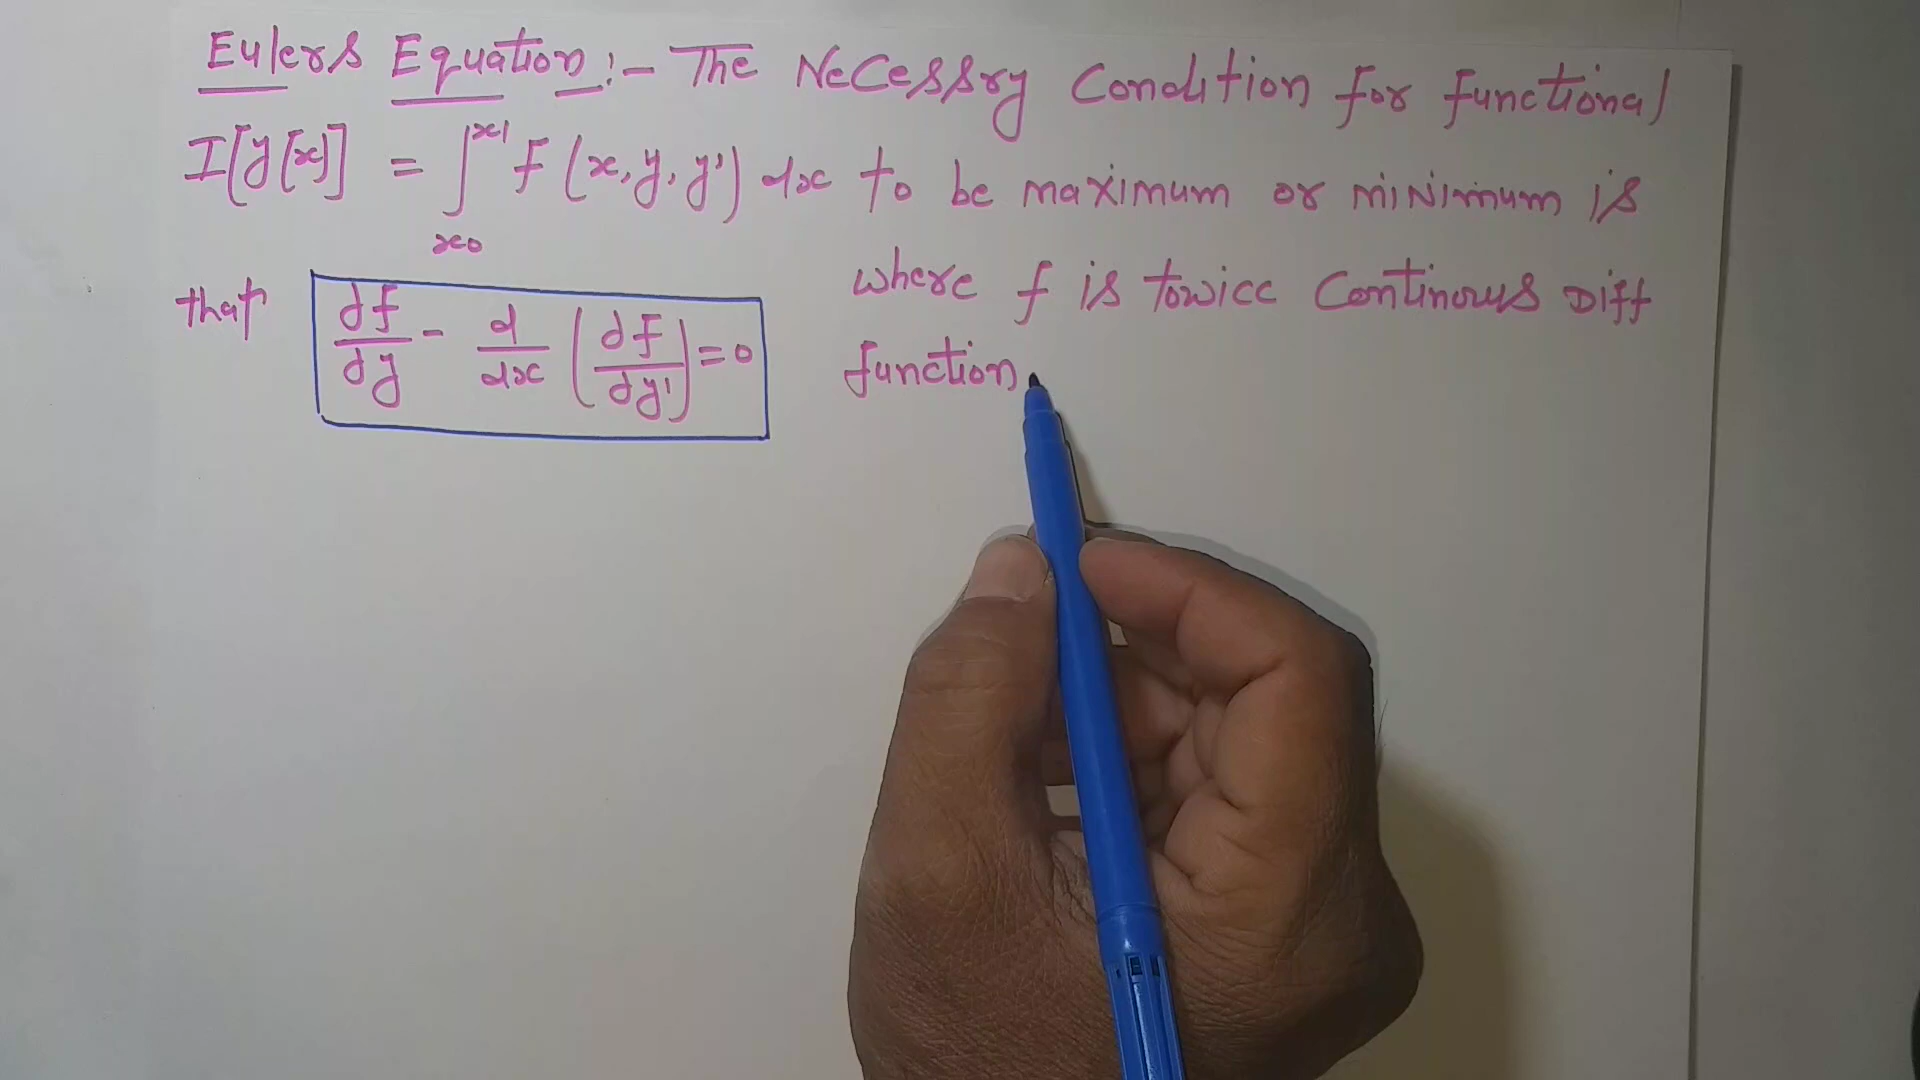 Eulers Equation :- The Necessry Condition for functional
I[y[x]] = ∫_{x0}^{x1} f (x, y, y') dx to be maximum or minimum is
that ∂f/∂y - d/dx (∂f/∂y') = 0
where f is towice Continous Diff
function.